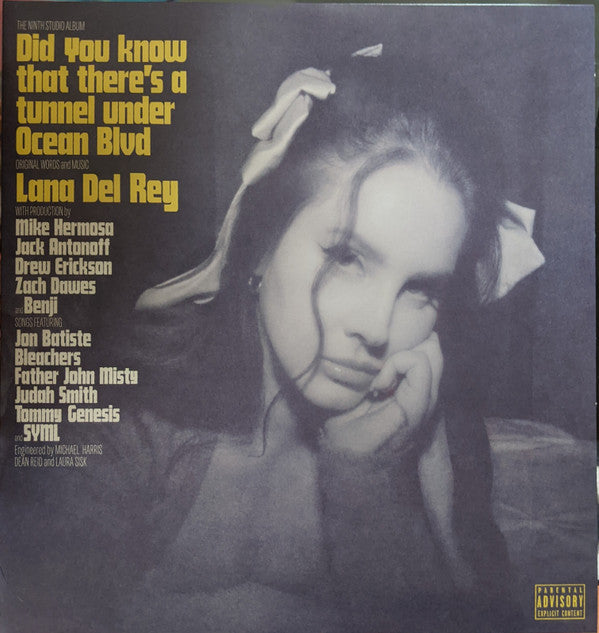 THE NINTH STUDIO ALBUM
Did You know
that there's a
tunnel under
Ocean Blvd
ORIGINAL WORDS and MUSIC
Lana Del Rey
WITH PRODUCTION by
Mike Hermosa
Jack Antonoff
Drew Erickson
Zach Dawes
and Benji
SONGS FEATURING
Jon Batiste
Bleachers
Father John Misty
Judah Smith
Tommy Genesis
and SYML
Engineered by MICHAEL HARRIS
DEAN REID and LAURA SISK
PARENTAL
ADVISORY
EXPLICIT CONTENT